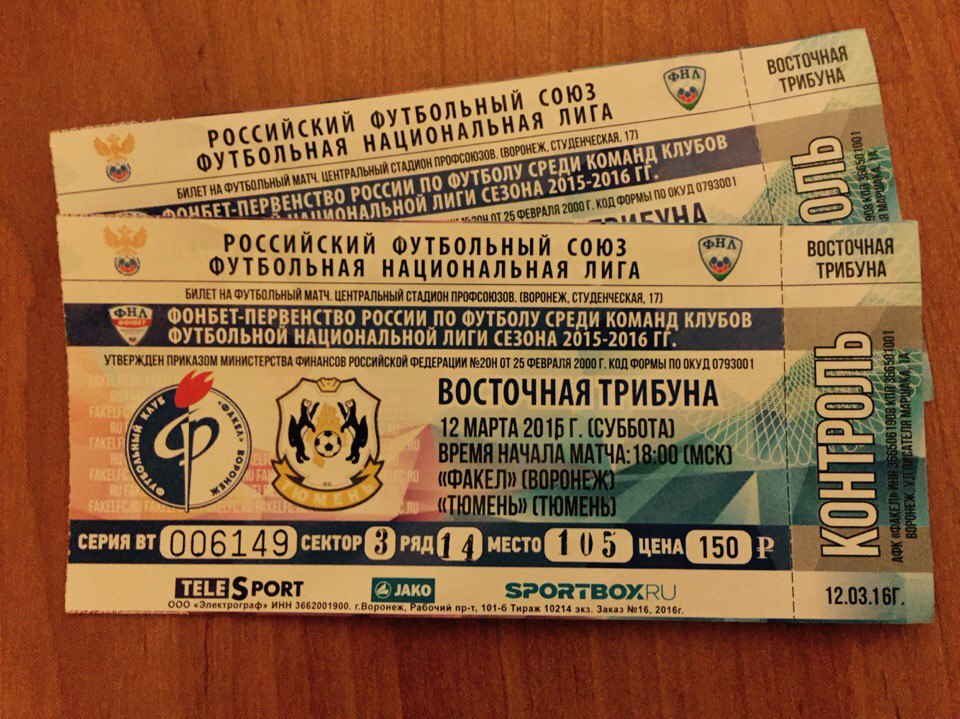 РОССИЙСКИЙ ФУТБОЛЬНЫЙ СОЮЗ
ФУТБОЛЬНАЯ НАЦИОНАЛЬНАЯ ЛИГА
ФНЛ
ВОСТОЧНАЯ
ТРИБУНА
БИЛЕТ НА ФУТБОЛЬНЫЙ МАТЧ. ЦЕНТРАЛЬНЫЙ СТАДИОН ПРОФСОЮЗОВ. (ВОРОНЕЖ, СТУДЕНЧЕСКАЯ, 17)
ФОНБЕТ-ПЕРВЕНСТВО РОССИИ ПО ФУТБОЛУ СРЕДИ КОМАНД КЛУБОВ
НАЦИОНАЛЬНОЙ ЛИГИ СЕЗОНА 2015-2016 ГГ.
№20Н ОТ 25 ФЕВРАЛЯ 2000 Г. КОД ФОРМЫ ПО ОКУД 0793001
ТРИБУНА
ОЛЬ
РОССИЙСКИЙ ФУТБОЛЬНЫЙ СОЮЗ
ФУТБОЛЬНАЯ НАЦИОНАЛЬНАЯ ЛИГА
ФНЛ
ВОСТОЧНАЯ
ТРИБУНА
БИЛЕТ НА ФУТБОЛЬНЫЙ МАТЧ. ЦЕНТРАЛЬНЫЙ СТАДИОН ПРОФСОЮЗОВ. (ВОРОНЕЖ, СТУДЕНЧЕСКАЯ, 17)
ФНЛ
ФОНБЕТ
ФОНБЕТ-ПЕРВЕНСТВО РОССИИ ПО ФУТБОЛУ СРЕДИ КОМАНД КЛУБОВ
ФУТБОЛЬНОЙ НАЦИОНАЛЬНОЙ ЛИГИ СЕЗОНА 2015-2016 ГГ.
УТВЕРЖДЕН ПРИКАЗОМ МИНИСТЕРСТВА ФИНАНСОВ РОССИЙСКОЙ ФЕДЕРАЦИИ №20Н ОТ 25 ФЕВРАЛЯ 2000 Г. КОД ФОРМЫ ПО ОКУД 0793001
ФУТБОЛЬНЫЙ КЛУБ «ФАКЕЛ» ВОРОНЕЖ
ТЮМЕНЬ
ВОСТОЧНАЯ ТРИБУНА
12 МАРТА 2016 Г. (СУББОТА)
ВРЕМЯ НАЧАЛА МАТЧА: 18:00 (МСК)
«ФАКЕЛ» (ВОРОНЕЖ)
«ТЮМЕНЬ» (ТЮМЕНЬ)
СЕРИЯ ВТ 006149 СЕКТОР 3 РЯД 14 МЕСТО 105 ЦЕНА 150 ₽
TELESPORT JAKO SPORTBOX.RU
ООО «Электрограф» ИНН 3662001900. г.Воронеж, Рабочий пр-т, 101-б Тираж 10214 экз. Заказ №16, 2016г.
КОНТРОЛЬ
12.03.16Г.